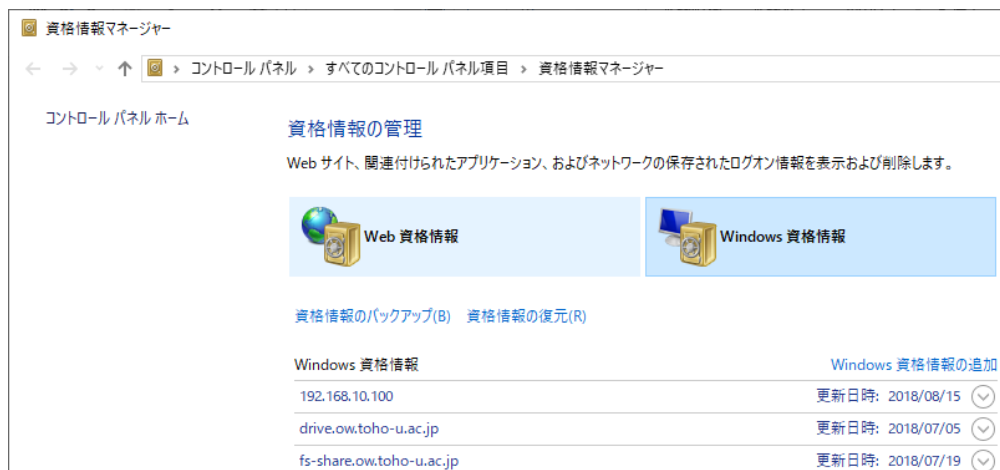 資格情報マネージャー
コントロール パネル › すべてのコントロール パネル項目 › 資格情報マネージャー
コントロール パネル ホーム
資格情報の管理
Web サイト、関連付けられたアプリケーション、およびネットワークの保存されたログオン情報を表示および削除します。
Web 資格情報 Windows 資格情報
資格情報のバックアップ(B) 資格情報の復元(R)
Windows 資格情報 Windows 資格情報の追加
192.168.10.100 更新日時: 2018/08/15
drive.ow.toho-u.ac.jp 更新日時: 2018/07/05
fs-share.ow.toho-u.ac.jp 更新日時: 2018/07/19